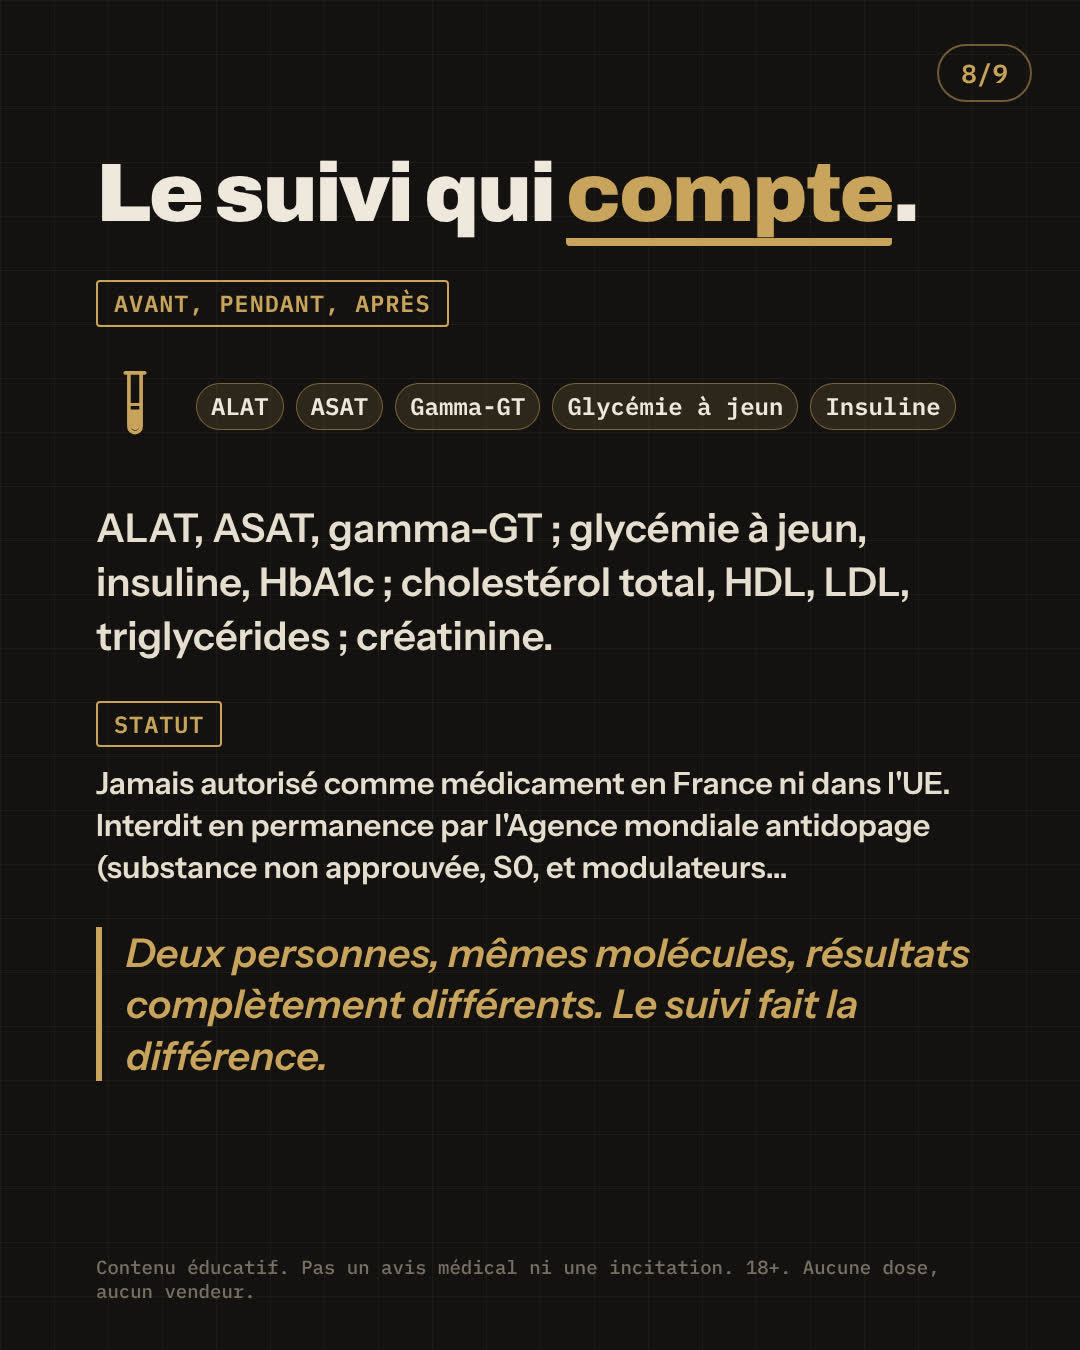 8/9
Le suivi qui compte.
AVANT, PENDANT, APRÈS
ALAT ASAT Gamma-GT Glycémie à jeun Insuline
ALAT, ASAT, gamma-GT ; glycémie à jeun,
insuline, HbA1c ; cholestérol total, HDL, LDL,
triglycérides ; créatinine.
STATUT
Jamais autorisé comme médicament en France ni dans l'UE.
Interdit en permanence par l'Agence mondiale antidopage
(substance non approuvée, S0, et modulateurs...
Deux personnes, mêmes molécules, résultats
complètement différents. Le suivi fait la
différence.
Contenu éducatif. Pas un avis médical ni une incitation. 18+. Aucune dose,
aucun vendeur.